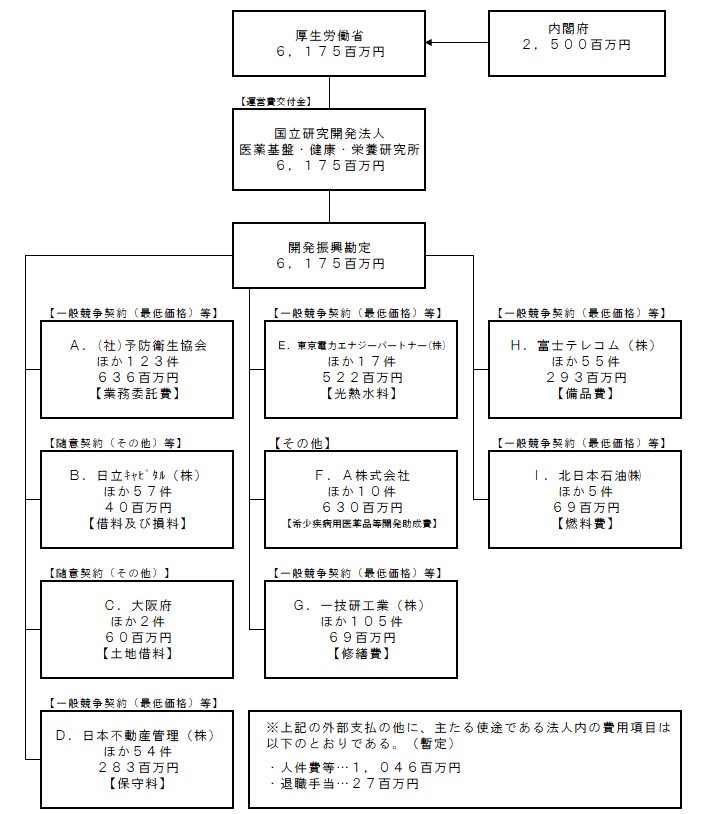 厚生労働省
６，１７５百万円
内閣府
２，５００百万円
【運営費交付金】
国立研究開発法人
医薬基盤・健康・栄養研究所
６，１７５百万円
開発振興勘定
６，１７５百万円
【一般競争契約（最低価格）等】
Ａ．（社）予防衛生協会
ほか１２３件
６３６百万円
【業務委託費】
【一般競争契約（最低価格）等】
Ｅ．東京電力エナジーパートナー（株）
ほか１７件
５２２百万円
【光熱水料】
【一般競争契約（最低価格）等】
Ｈ．富士テレコム（株）
ほか５５件
２９３百万円
【備品費】
【随意契約（その他）等】
Ｂ．日立ｷｬﾋﾟﾀﾙ（株）
ほか５７件
４０百万円
【借料及び損料】
【その他】
Ｆ．Ａ株式会社
ほか１０件
６３０百万円
【希少疾病用医薬品等開発助成費】
【一般競争契約（最低価格）等】
Ｉ．北日本石油㈱
ほか５件
６９百万円
【燃料費】
【随意契約（その他）】
Ｃ．大阪府
ほか２件
６０百万円
【土地借料】
【一般競争契約（最低価格）等】
Ｇ．一技研工業（株）
ほか１０５件
６９百万円
【修繕費】
【一般競争契約（最低価格）等】
Ｄ．日本不動産管理（株）
ほか５４件
２８３百万円
【保守料】
※上記の外部支払の他に、主たる使途である法人内の費用項目は
以下のとおりである。（暫定）
・人件費等…１，０４６百万円
・退職手当…２７百万円